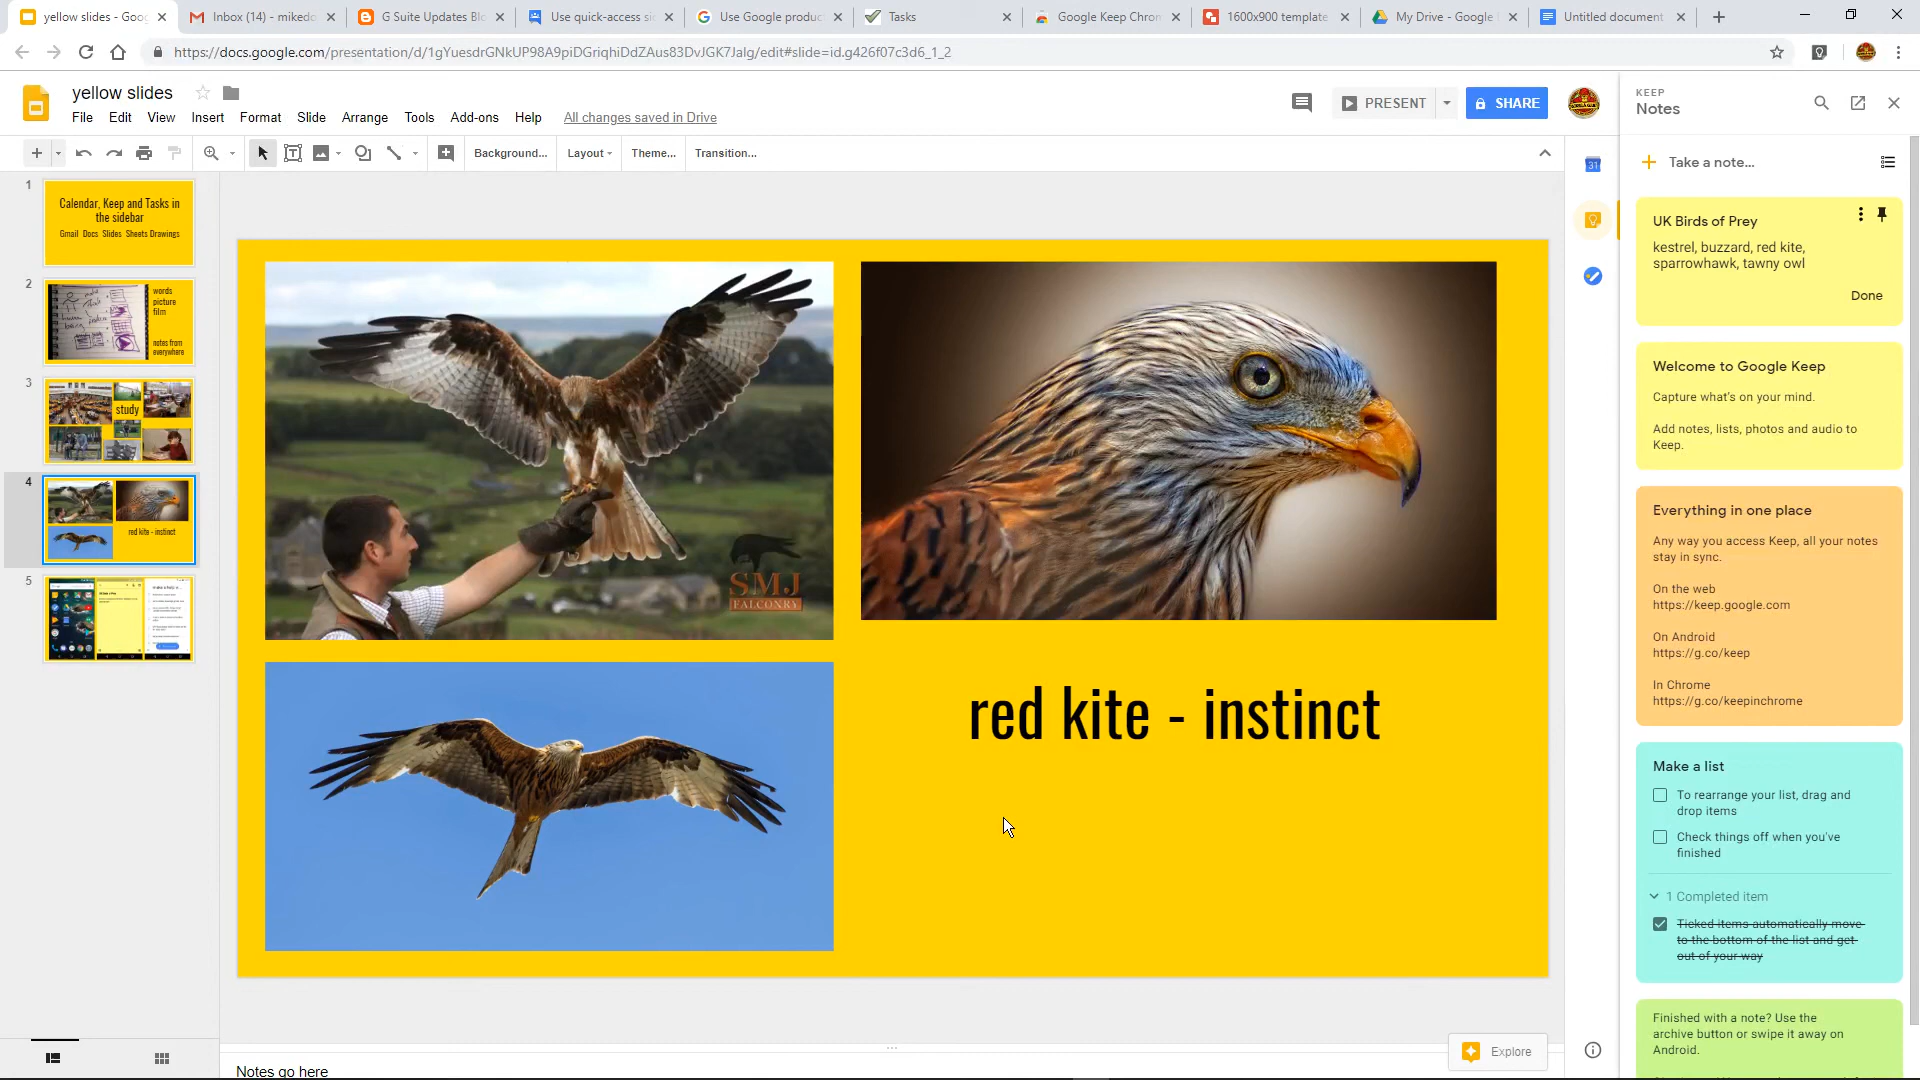 yellow slides - Goo
Inbox (14) - mikedo
G Suite Updates Bl
Use quick-access si
Use Google produc
Tasks
Google Keep Chrom
1600x900 template
My Drive - Google
Untitled document
https://docs.google.com/presentation/d/1gYuesdrGNkUP98A9piDGriqhiDdZAus83DvJGK7JaIg/edit#slide=id.g426f07c3d6_1_2
yellow slides
File Edit View Insert Format Slide Arrange Tools Add-ons Help All changes saved in Drive
PRESENT
SHARE
Background... Layout Theme... Transition...
1
Calendar, Keep and Tasks in
the sidebar
Gmail Docs Slides Sheets Drawings
2
words
picture
film
notes from
everywhere
3
study
4
red kite - instinct
5
SMJ
FALCONRY
red kite - instinct
Notes go here
Explore
31
KEEP
Notes
Take a note...
UK Birds of Prey
kestrel, buzzard, red kite,
sparrowhawk, tawny owl
Done
Welcome to Google Keep
Capture what's on your mind.
Add notes, lists, photos and audio to
Keep.
Everything in one place
Any way you access Keep, all your notes
stay in sync.
On the web
https://keep.google.com
On Android
https://g.co/keep
In Chrome
https://g.co/keepinchrome
Make a list
To rearrange your list, drag and
drop items
Check things off when you've
finished
1 Completed item
Ticked items automatically move
to the bottom of the list and get
out of your way
Finished with a note? Use the
archive button or swipe it away on
Android.